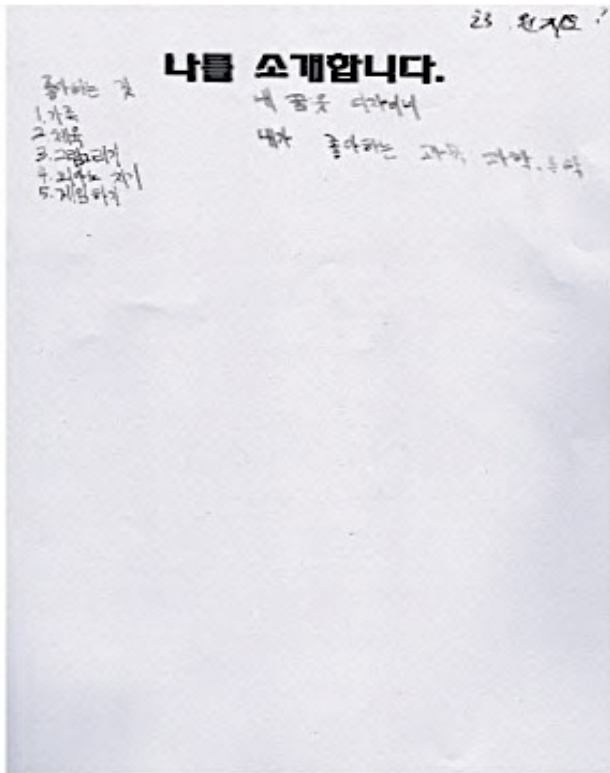 23
나를 소개합니다.
좋아하는 것
1. 가족
2. 체육
3. 그림그리기
4. 피아노 치기
5. 게임하기
내 꿈은 디자이너
내가 좋아하는 과목 과학, 음악